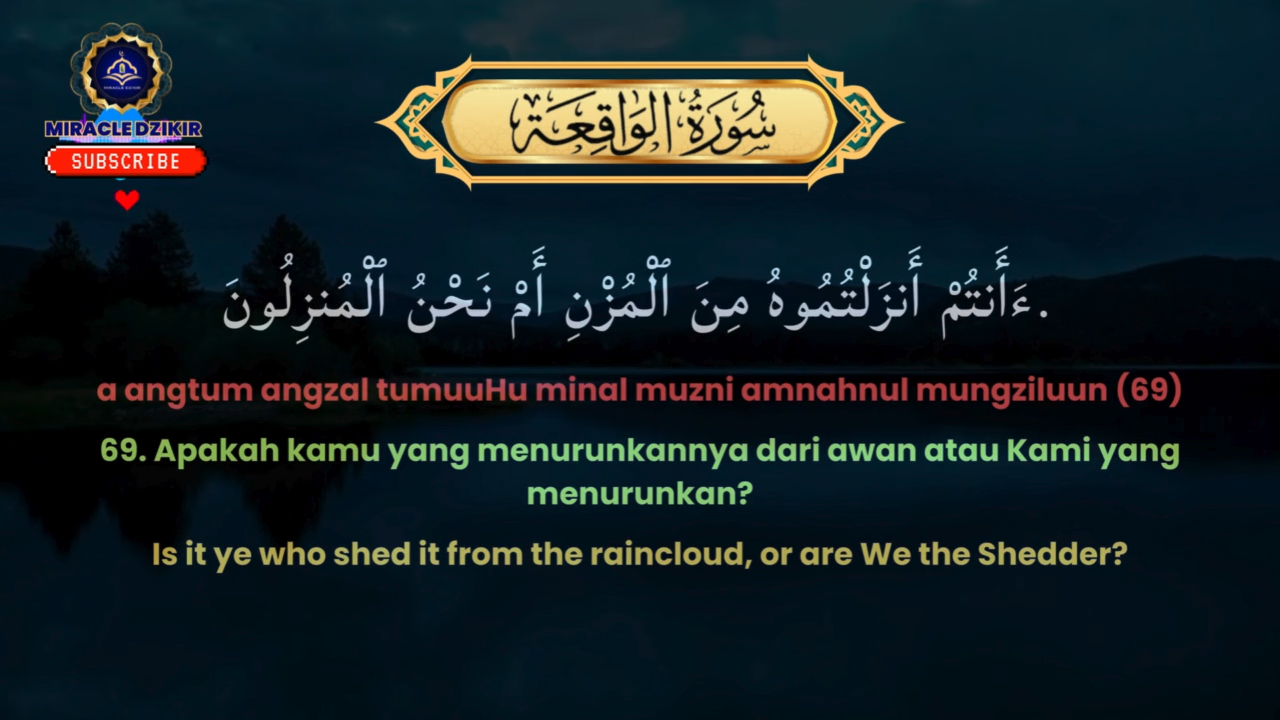 MIRACLE DZIKIR
SUBSCRIBE
سُورَةُ الوَاقِعَة
ءَأَنتُمْ أَنزَلْتُمُوهُ مِنَ ٱلْمُزْنِ أَمْ نَحْنُ ٱلْمُنزِلُونَ.
a angtum angzal tumuuHu minal muzni amnahnul mungziluun (69)
69. Apakah kamu yang menurunkannya dari awan atau Kami yang
menurunkan?
Is it ye who shed it from the raincloud, or are We the Shedder?